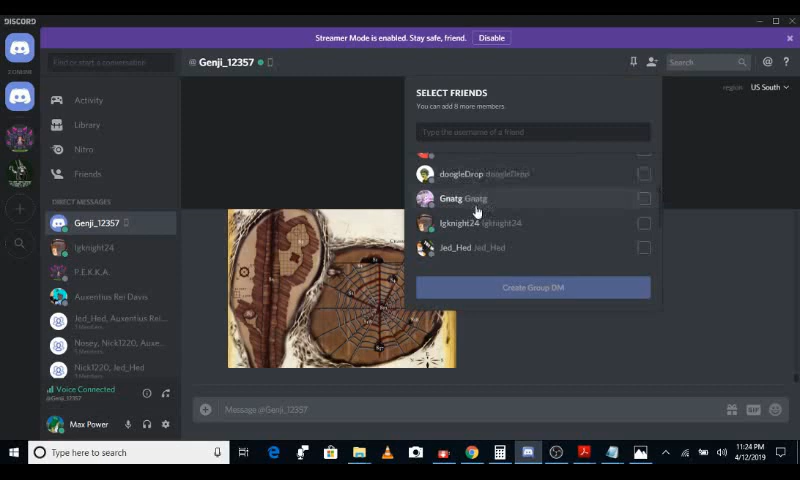 DISCORD
Streamer Mode is enabled. Stay safe, friend.
Disable
Find or start a conversation
@ Genji_12357
Search
Activity
Library
Nitro
Friends
DIRECT MESSAGES
Genji_12357
lgknight24
P.E.K.K.A.
Auxentius Rei Davis
Jed_Hed, Auxentius Rei...
Nosey, Nick1220, Auxe...
Nick1220, Jed_Hed
Voice Connected
@Genji_12357
Max Power
region
US South
SELECT FRIENDS
You can add 8 more members.
Type the username of a friend
doogleDrop doogleDrop
Gnatg Gnatg
lgknight24 lgknight24
Jed_Hed Jed_Hed
Create Group DM
Message @Genji_12357
GIF
Type here to search
11:24 PM
4/12/2019